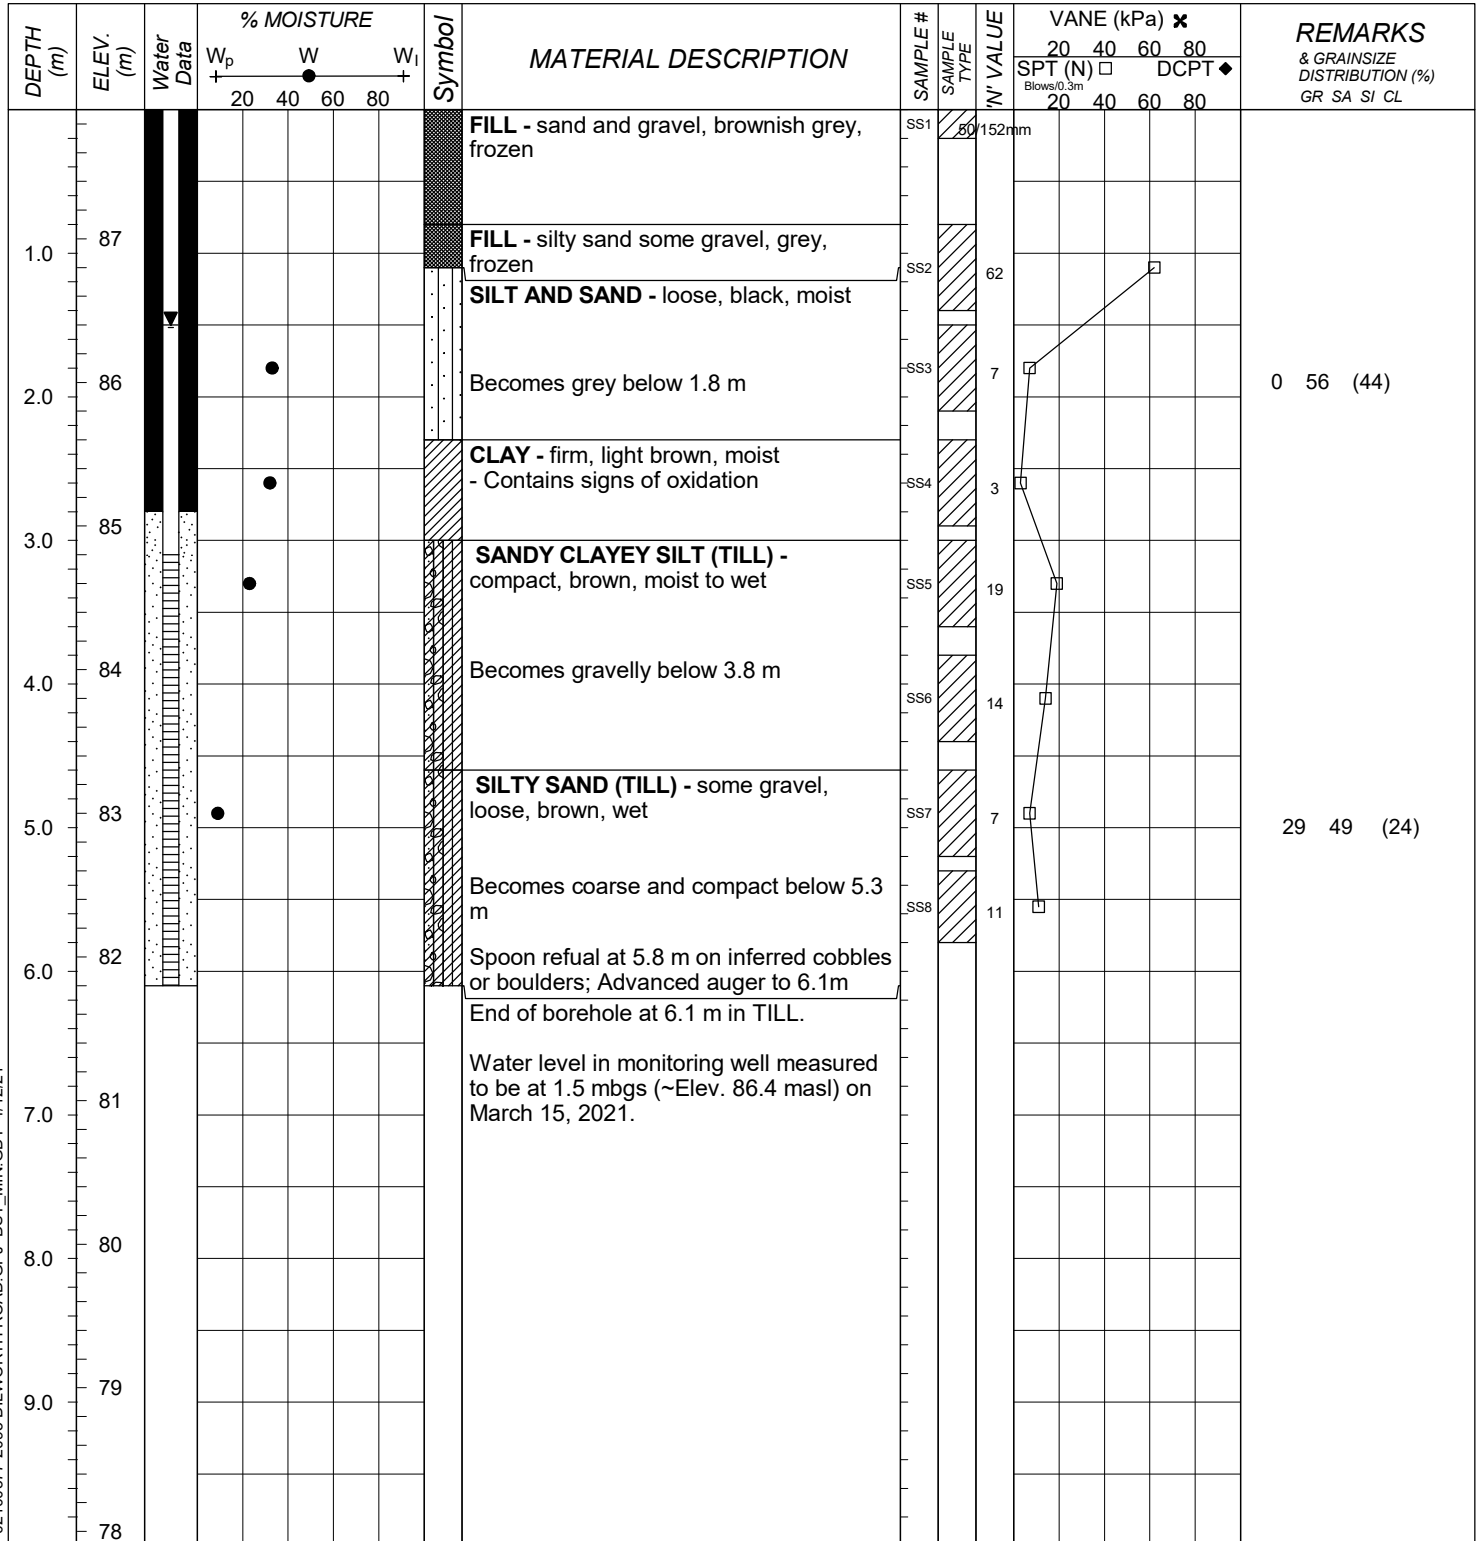 DEPTH (m)
ELEV. (m)
Water Data
% MOISTURE
Wp W Wl
20 40 60 80
Symbol
MATERIAL DESCRIPTION
SAMPLE #
SAMPLE TYPE
'N' VALUE
VANE (kPa) ✖
20 40 60 80
SPT (N) □ DCPT ◆
Blows/0.3m
20 40 60 80
REMARKS
& GRAINSIZE
DISTRIBUTION (%)
GR SA SI CL
FILL - sand and gravel, brownish grey,
frozen
SS1
50/152mm
87
1.0
FILL - silty sand some gravel, grey,
frozen
SS2
62
SILT AND SAND - loose, black, moist
SS3
7
86
2.0
Becomes grey below 1.8 m
0 56 (44)
CLAY - firm, light brown, moist
- Contains signs of oxidation
SS4
3
85
3.0
SANDY CLAYEY SILT (TILL) -
compact, brown, moist to wet
SS5
19
84
4.0
Becomes gravelly below 3.8 m
SS6
14
SILTY SAND (TILL) - some gravel,
loose, brown, wet
83
5.0
SS7
7
29 49 (24)
Becomes coarse and compact below 5.3
m
SS8
11
82
6.0
Spoon refual at 5.8 m on inferred cobbles
or boulders; Advanced auger to 6.1m
End of borehole at 6.1 m in TILL.
Water level in monitoring well measured
to be at 1.5 mbgs (~Elev. 86.4 masl) on
March 15, 2021.
81
7.0
80
8.0
79
9.0
78